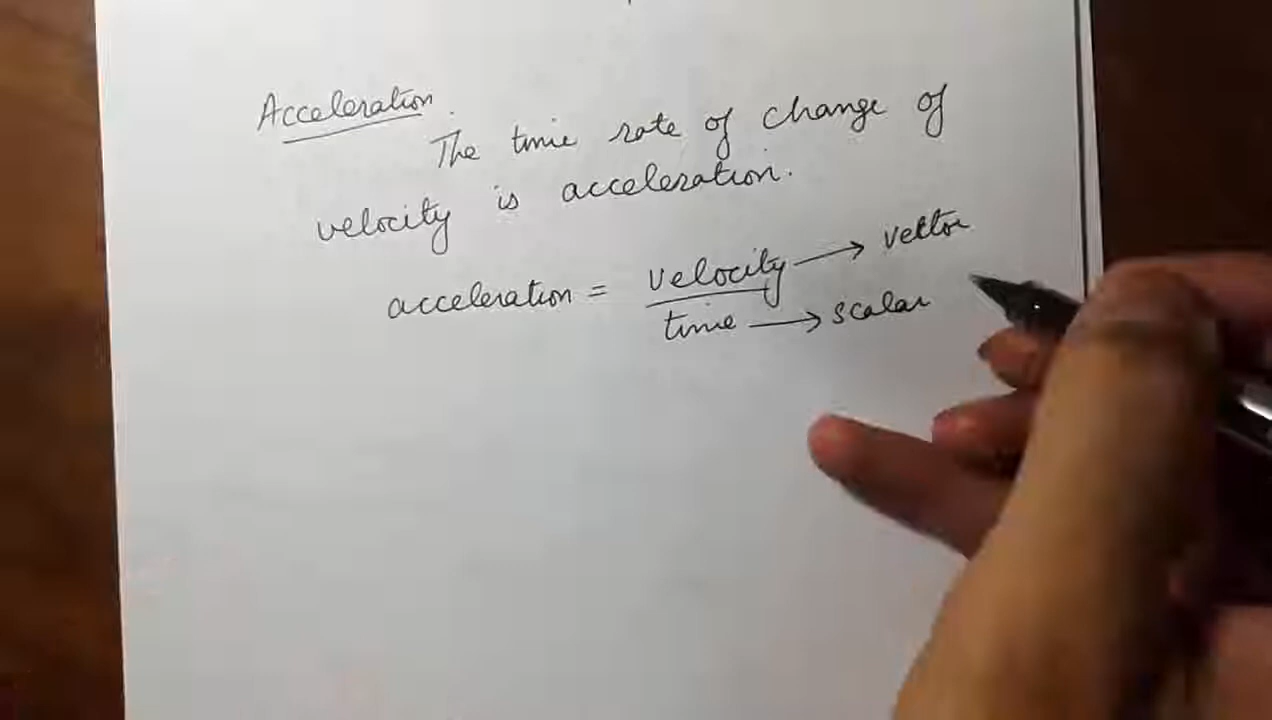 Acceleration.
The time rate of change of
velocity is acceleration.
acceleration = velocity → vector
time → scalar